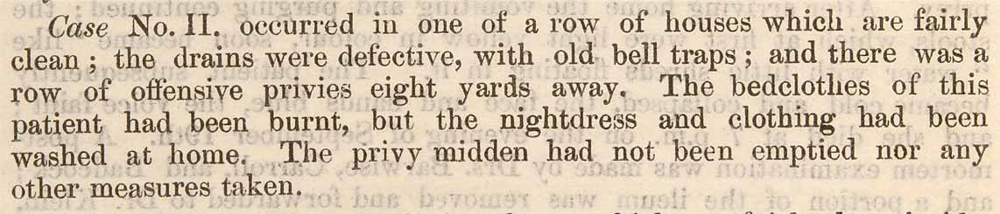 Case No. II. occurred in one of a row of houses which are fairly
clean ; the drains were defective, with old bell traps ; and there was a
row of offensive privies eight yards away. The bedclothes of this
patient had been burnt, but the nightdress and clothing had been
washed at home. The privy midden had not been emptied nor any
other measures taken.